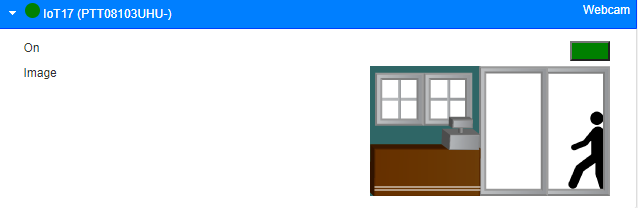 IoT17 (PTT08103UHU-)
Webcam
On
Image